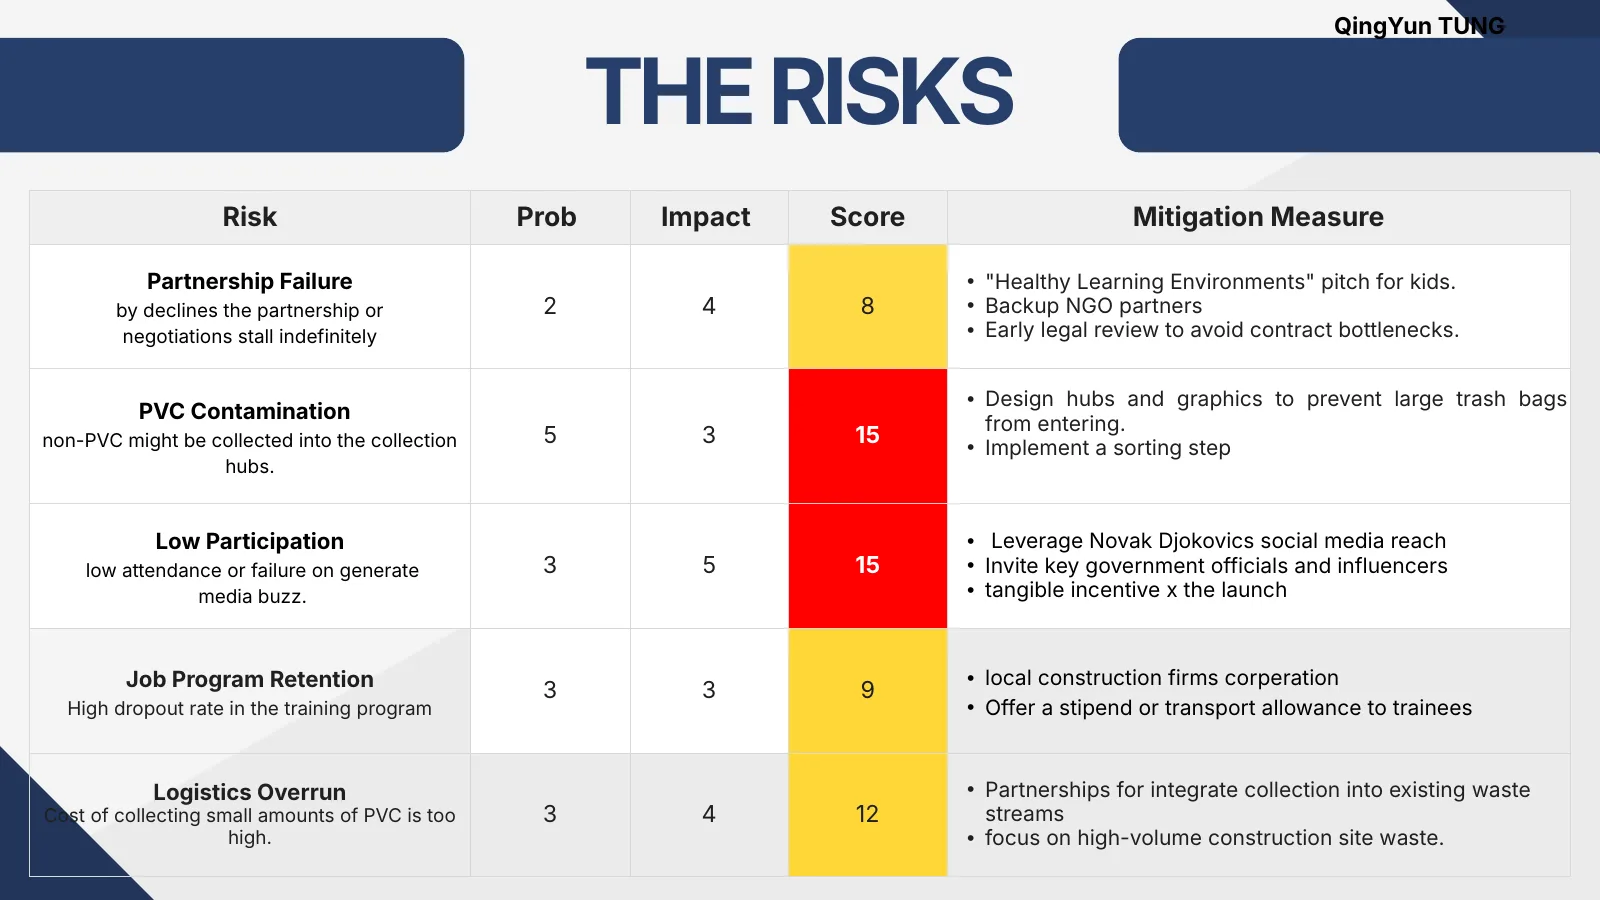 QingYun TUNG
THE RISKS
Risk Prob Impact Score Mitigation Measure
Partnership Failure
by declines the partnership or
negotiations stall indefinitely
2 4 8
• "Healthy Learning Environments" pitch for kids.
• Backup NGO partners
• Early legal review to avoid contract bottlenecks.
PVC Contamination
non-PVC might be collected into the collection
hubs.
5 3 15
• Design hubs and graphics to prevent large trash bags
from entering.
• Implement a sorting step
Low Participation
low attendance or failure on generate
media buzz.
3 5 15
• Leverage Novak Djokovics social media reach
• Invite key government officials and influencers
• tangible incentive x the launch
Job Program Retention
High dropout rate in the training program
3 3 9
• local construction firms corperation
• Offer a stipend or transport allowance to trainees
Logistics Overrun
Cost of collecting small amounts of PVC is too
high.
3 4 12
• Partnerships for integrate collection into existing waste
streams
• focus on high-volume construction site waste.